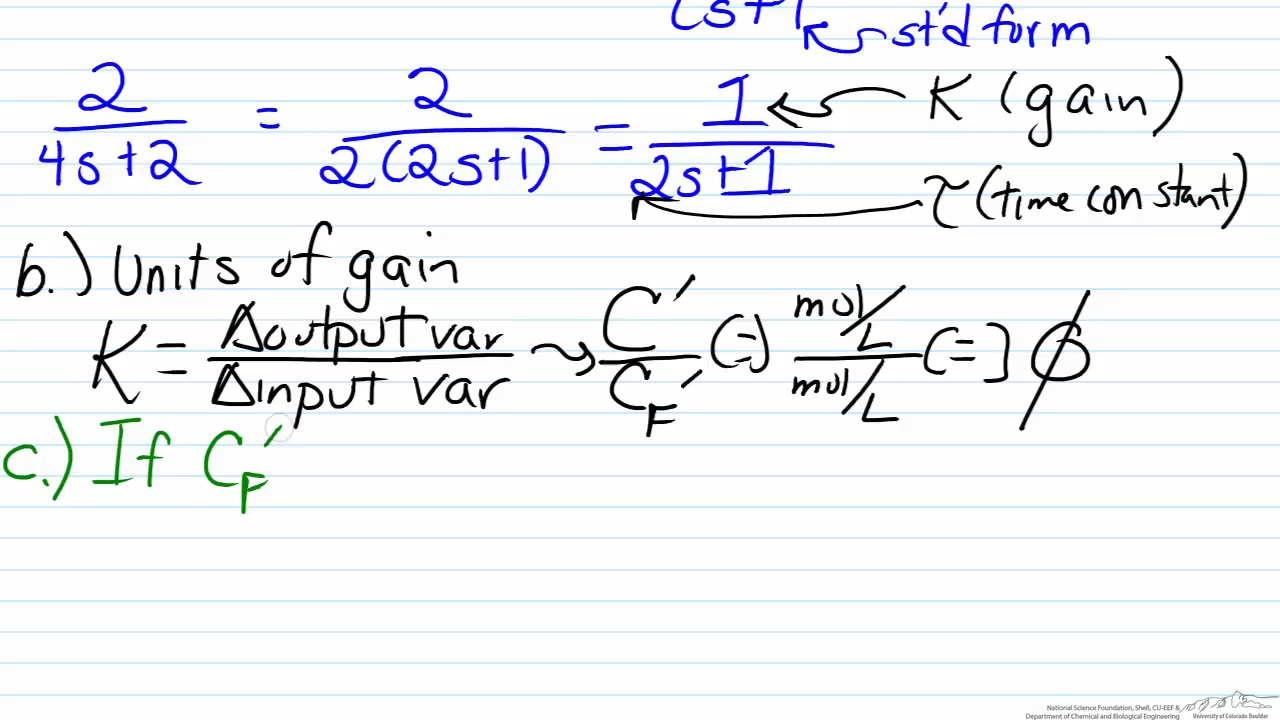 (s+1
std form
2/(4s+2) = 2/(2(2s+1)) = 1/(2s+1)
K (gain)
τ (time constant)
b.) Units of gain
K = Δoutput var/Δinput var ⇝ C′/C_F′ (=) (mol/L)/(mol/L) (=] ∅
c.) If C_F′
National Science Foundation, Shell, CU-EEF &
Department of Chemical and Biological Engineering
University of Colorado Boulder